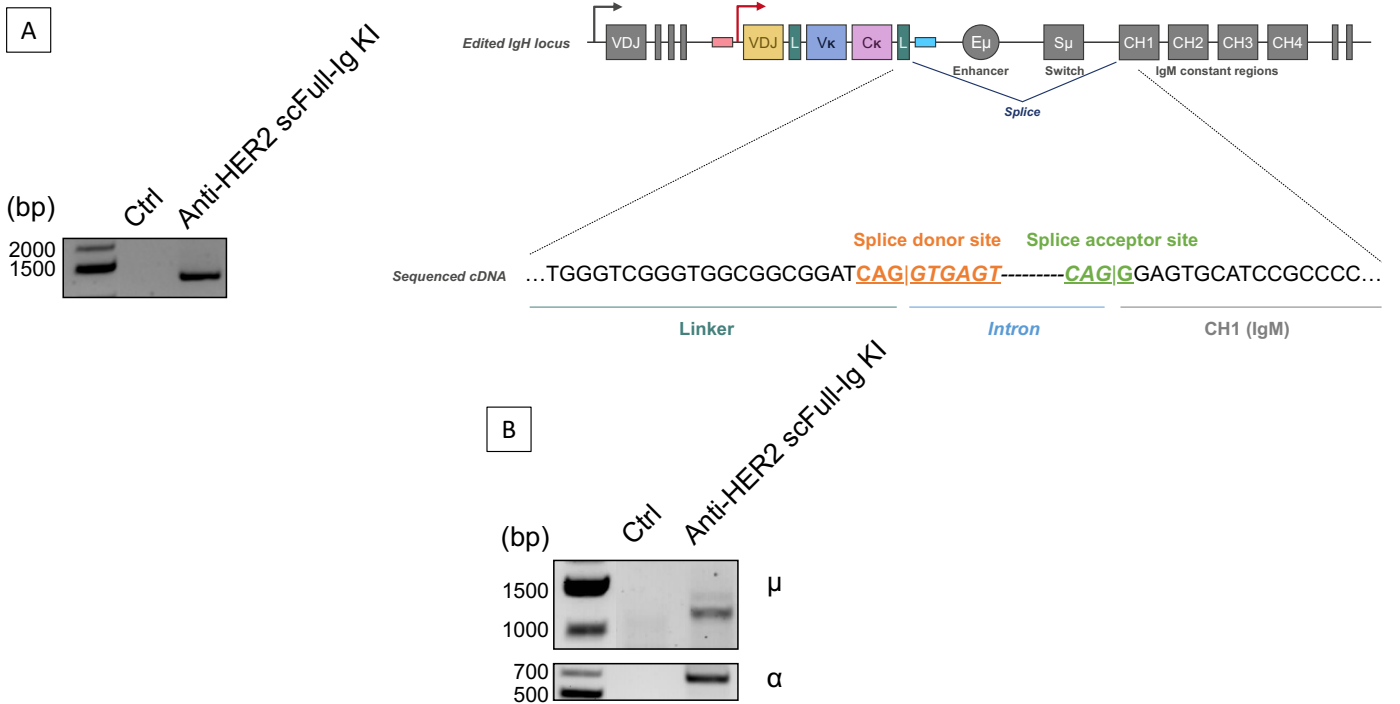 A
Ctrl
Anti-HER2 scFull-Ig KI
(bp)
2000
1500
Edited IgH locus
VDJ VDJ L Vκ Cκ L Eμ Sμ CH1 CH2 CH3 CH4
Enhancer Switch IgM constant regions
Splice
Splice donor site Splice acceptor site
Sequenced cDNA ...TGGGTCGGGTGGCGGCGGATCAG|GTGAGT---------CAG|GGAGTGCATCCGCCCC...
Linker Intron CH1 (IgM)
B
Ctrl
Anti-HER2 scFull-Ig KI
(bp)
1500
1000
μ
700
500
α